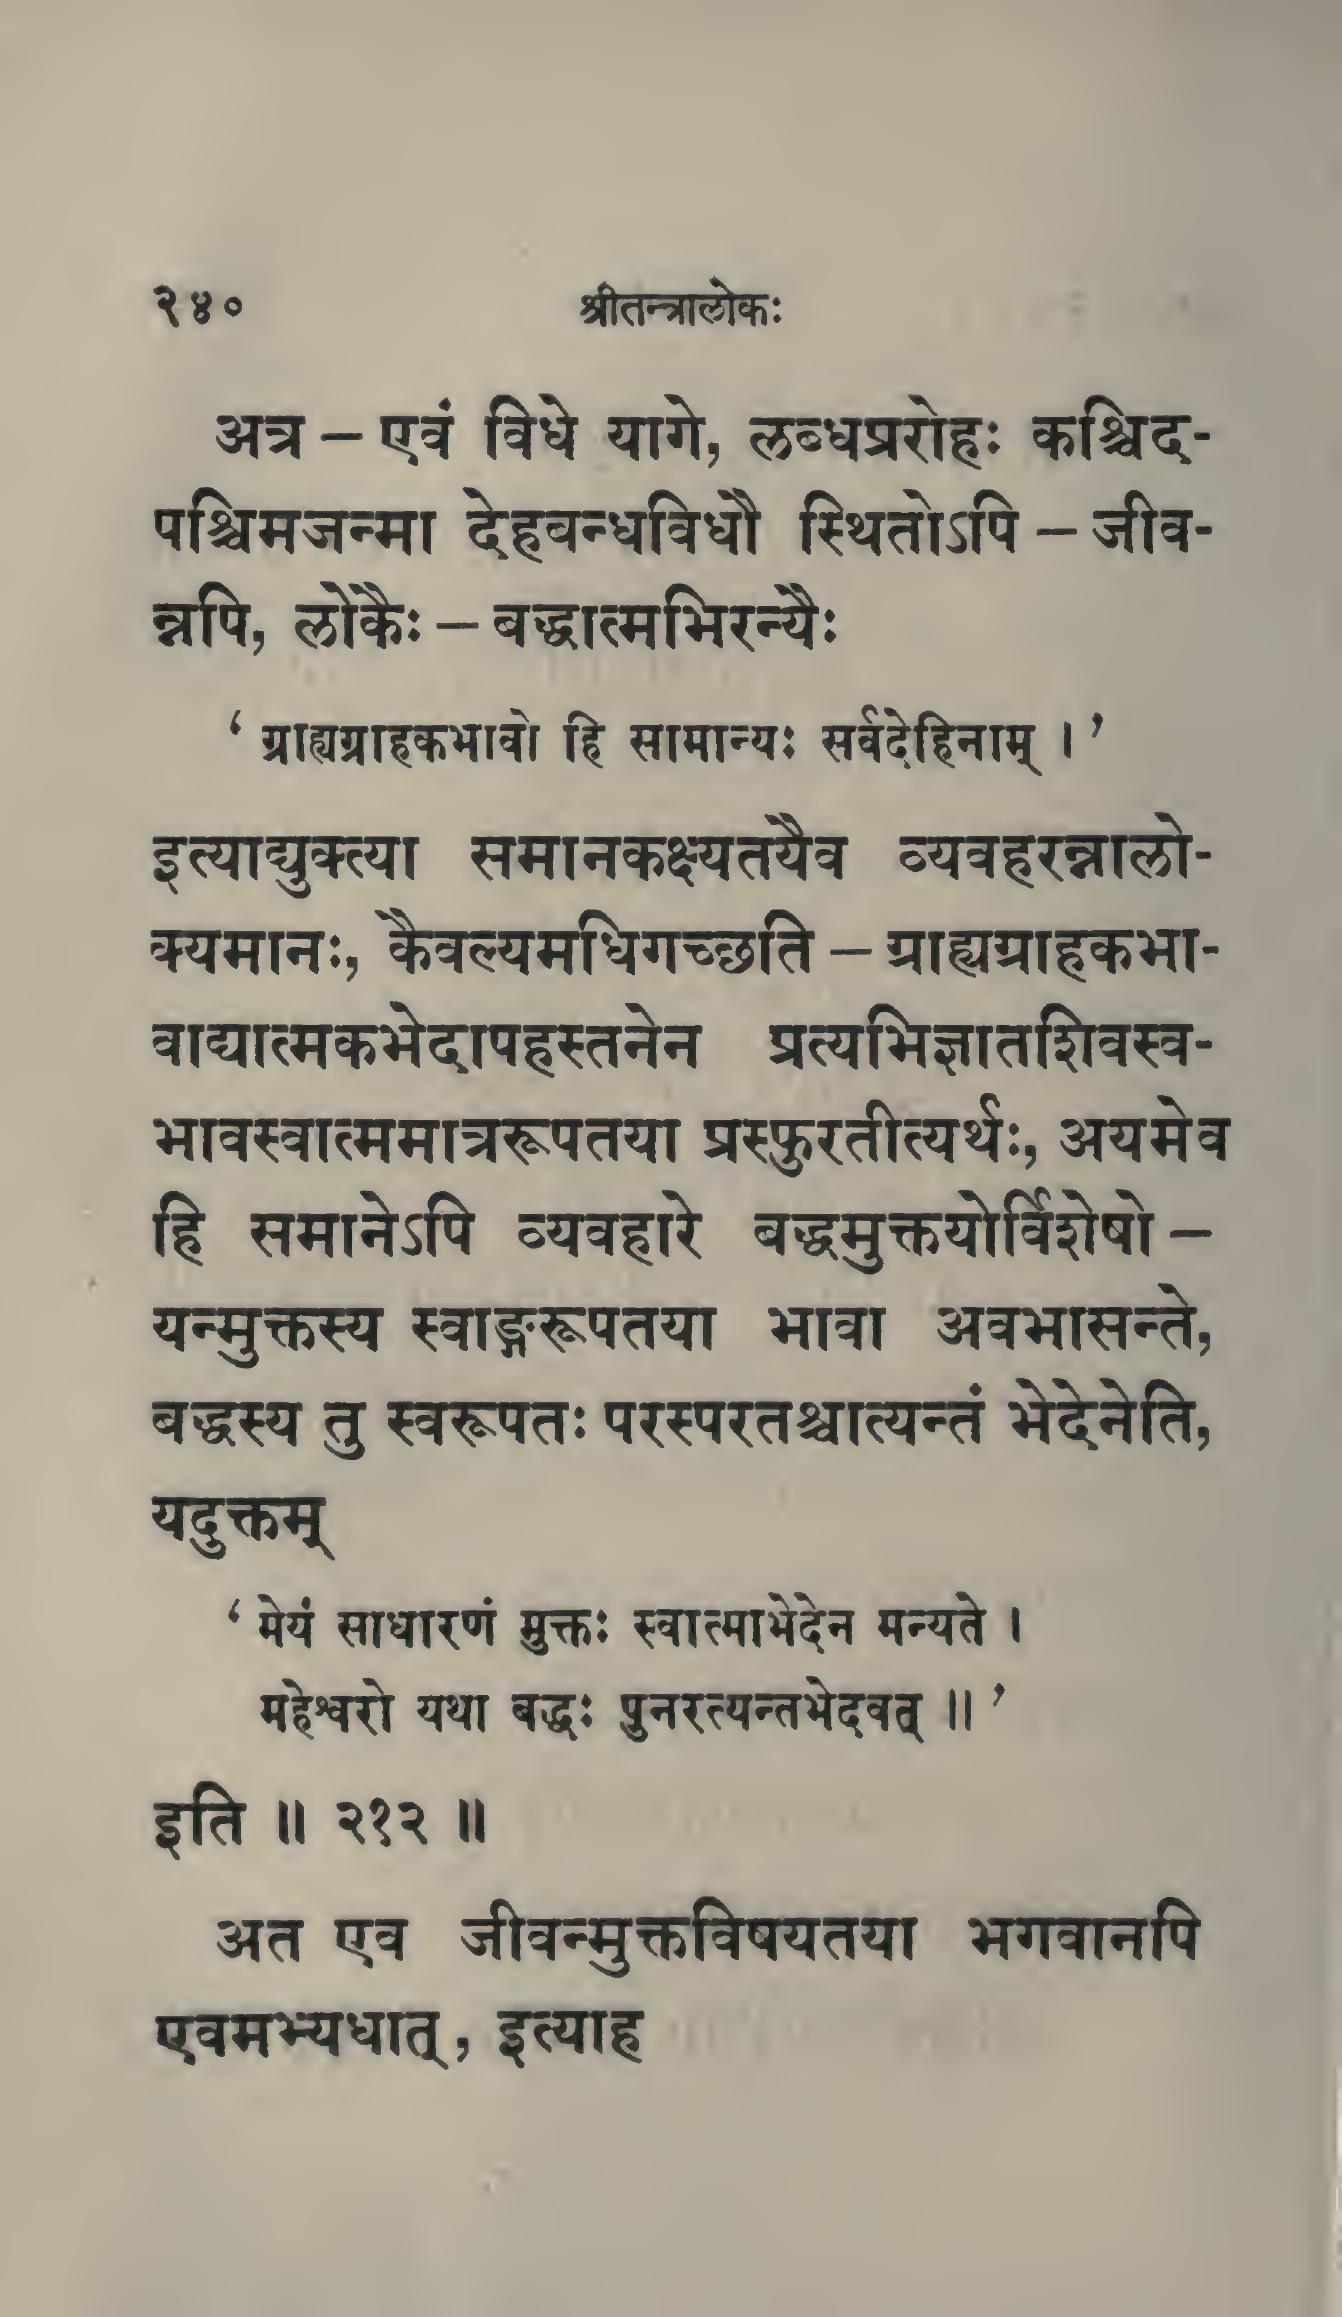 २४० श्रीतन्त्रालोकः
अत्र – एवं विधे यागे, लब्धप्ररोहः कश्चिद-
पश्चिमजन्मा देहबन्धविधौ स्थितोऽपि – जीव-
न्नपि, लोकैः – बद्धात्मभिरन्यैः
‘ ग्राह्यग्राहकभावो हि सामान्यः सर्वदेहिनाम् । ’
इत्याद्युक्त्या समानकक्ष्यतयैव व्यवहरन्नालो-
क्यमानः, कैवल्यमधिगच्छति – ग्राह्यग्राहकभा-
वाद्यात्मकभेदापहस्तनेन प्रत्यभिज्ञातशिवस्व-
भावस्वात्ममात्ररूपतया प्रस्फुरतीत्यर्थः, अयमेव
हि समानेऽपि व्यवहारे बद्धमुक्तयोर्विशेषो –
यन्मुक्तस्य स्वाङ्गरूपतया भावा अवभासन्ते,
बद्धस्य तु स्वरूपतः परस्परतश्चात्यन्तं भेदेनेति,
यदुक्तम्
‘ मेयं साधारणं मुक्तः स्वात्माभेदेन मन्यते ।
महेश्वरो यथा बद्धः पुनरत्यन्तभेदवत् ॥ ’
इति ॥ २१२ ॥
अत एव जीवन्मुक्तविषयतया भगवानपि
एवमभ्यधात्, इत्याह